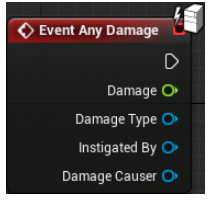 Event Any Damage
Damage
Damage Type
Instigated By
Damage Causer